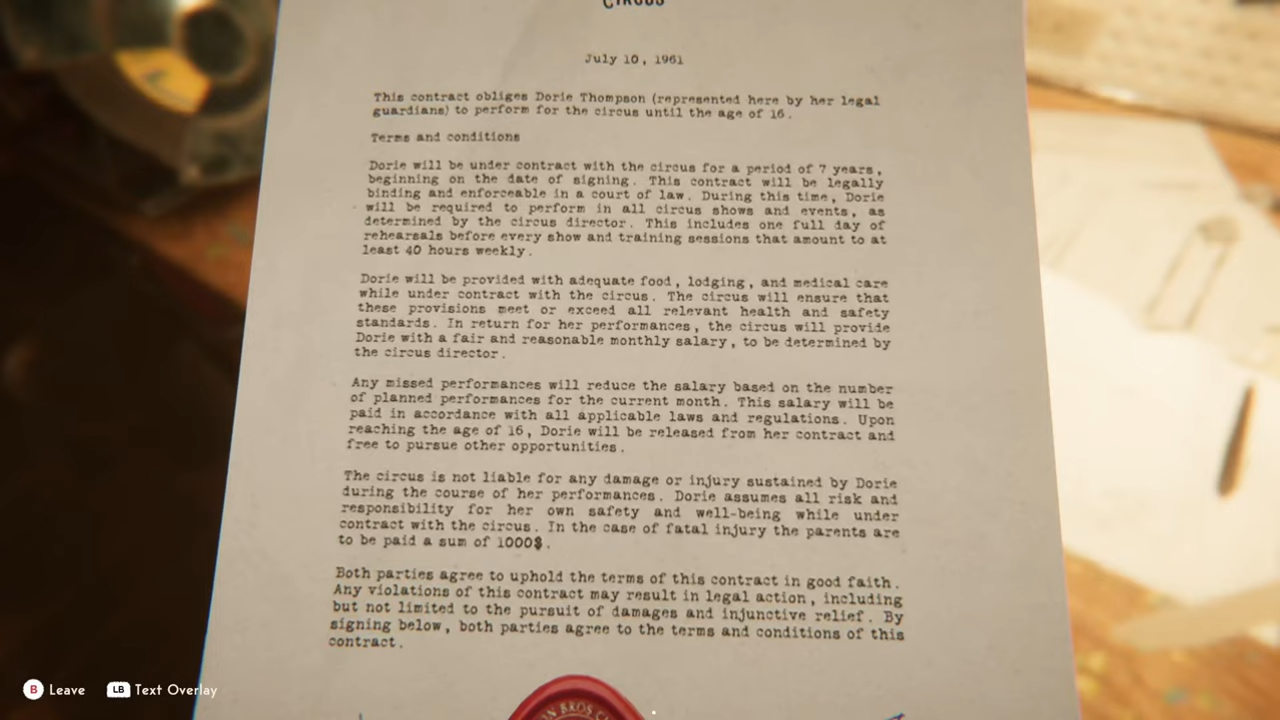 CIRCUS
July 10, 1961
This contract obliges Dorie Thompson (represented here by her legal
guardians) to perform for the circus until the age of 16.
Terms and conditions
Dorie will be under contract with the circus for a period of 7 years,
beginning on the date of signing. This contract will be legally
binding and enforceable in a court of law. During this time, Dorie
will be required to perform in all circus shows and events, as
determined by the circus director. This includes one full day of
rehearsals before every show and training sessions that amount to at
least 40 hours weekly.
Dorie will be provided with adequate food, lodging, and medical care
while under contract with the circus. The circus will ensure that
these provisions meet or exceed all relevant health and safety
standards. In return for her performances, the circus will provide
Dorie with a fair and reasonable monthly salary, to be determined by
the circus director.
Any missed performances will reduce the salary based on the number
of planned performances for the current month. This salary will be
paid in accordance with all applicable laws and regulations. Upon
reaching the age of 16, Dorie will be released from her contract and
free to pursue other opportunities.
The circus is not liable for any damage or injury sustained by Dorie
during the course of her performances. Dorie assumes all risk and
responsibility for her own safety and well-being while under
contract with the circus. In the case of fatal injury the parents are
to be paid a sum of 1000$.
Both parties agree to uphold the terms of this contract in good faith.
Any violations of this contract may result in legal action, including
but not limited to the pursuit of damages and injunctive relief. By
signing below, both parties agree to the terms and conditions of this
contract.
BROS
B Leave LB Text Overlay